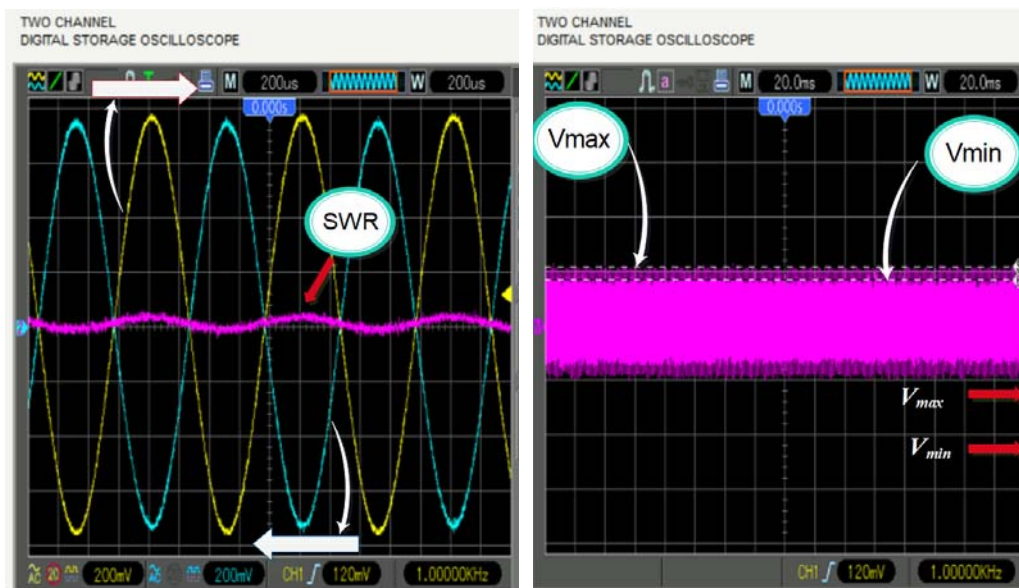 TWO CHANNEL
DIGITAL STORAGE OSCILLOSCOPE
M 200us W 200us
0.000s
SWR
200mV 200mV CH1 120mV 1.00000KHz
TWO CHANNEL
DIGITAL STORAGE OSCILLOSCOPE
a M 20.0ms W 20.0ms
0.000s
Vmax
Vmin
Vmax
Vmin
CH1 120mV 1.00000KHz